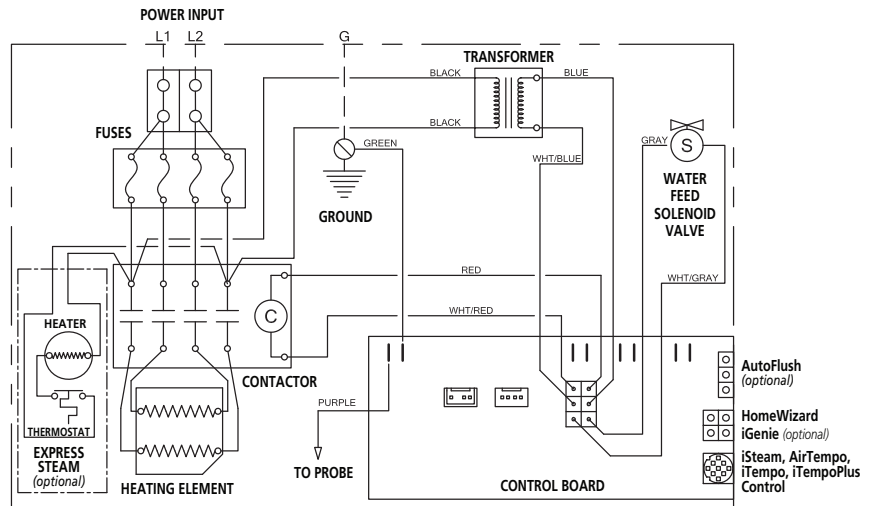 POWER INPUT
L1 L2
G
TRANSFORMER
BLACK
BLUE
FUSES
BLACK
GREEN
GRAY
S
WHT/BLUE
WATER
FEED
SOLENOID
VALVE
GROUND
RED
WHT/GRAY
HEATER
C
WHT/RED
CONTACTOR
THERMOSTAT
EXPRESS
STEAM
(optional)
HEATING ELEMENT
PURPLE
TO PROBE
CONTROL BOARD
AutoFlush
(optional)
HomeWizard
iGenie (optional)
iSteam, AirTempo,
iTempo, iTempoPlus
Control